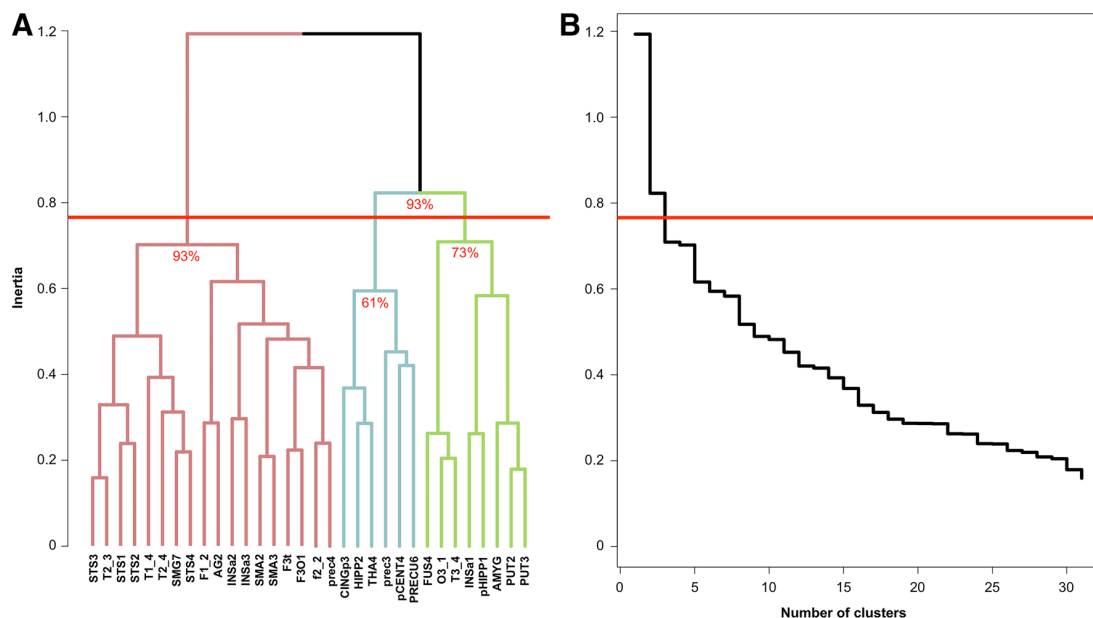 A
B
1.2
1.0
0.8
0.6
0.4
0.2
0
Inertia
93%
93%
73%
61%
STS3
T2_3
STS1
STS2
T1_4
T2_4
SMG7
STS4
F1_2
AG2
INSa2
INSa3
SMA2
SMA3
F3t
F3O1
f2_2
prec4
CINGp3
HIPP2
THA4
prec3
pCENT4
PRECU6
FUS4
O3_1
T3_4
INSa1
pHIPP1
AMYG
PUT2
PUT3
1.2
1.0
0.8
0.6
0.4
0.2
0
0
5
10
15
20
25
30
Number of clusters